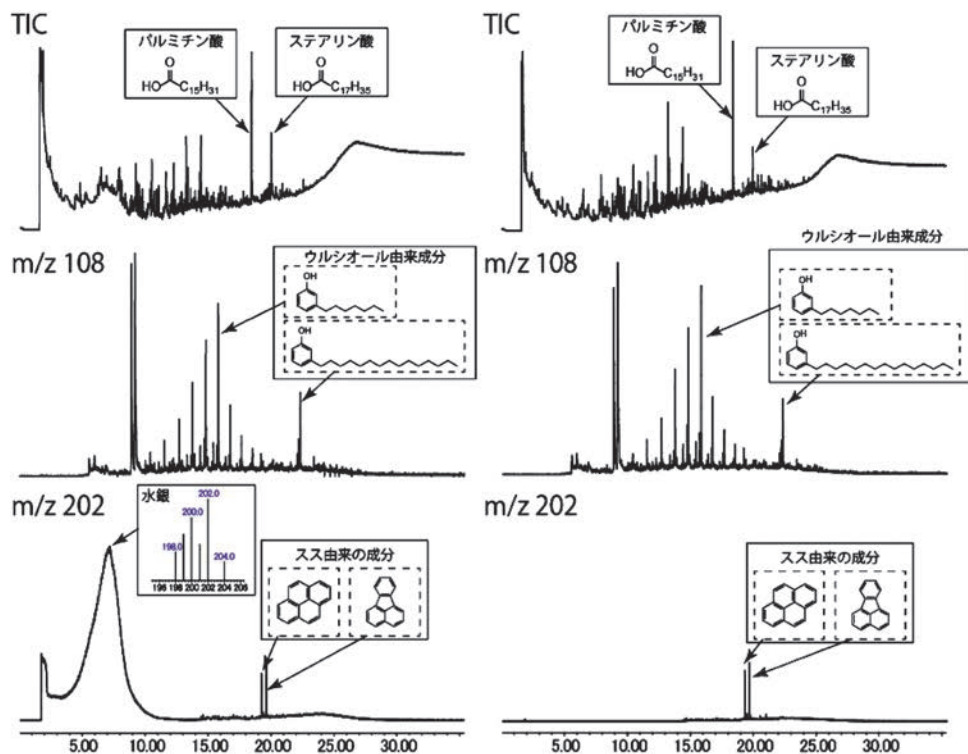 TIC
パルミチン酸
O
HO C15H31
ステアリン酸
O
HO C17H35
m/z 108
ウルシオール由来成分
OH
OH
m/z 202
水銀
202.0
200.0
198.0
204.0
196 198 200 202 204 206
スス由来の成分
5.00 10.00 15.00 20.00 25.00 30.00
TIC
パルミチン酸
O
HO C15H31
ステアリン酸
O
HO C17H35
m/z 108
ウルシオール由来成分
OH
OH
m/z 202
スス由来の成分
5.00 10.00 15.00 20.00 25.00 30.00